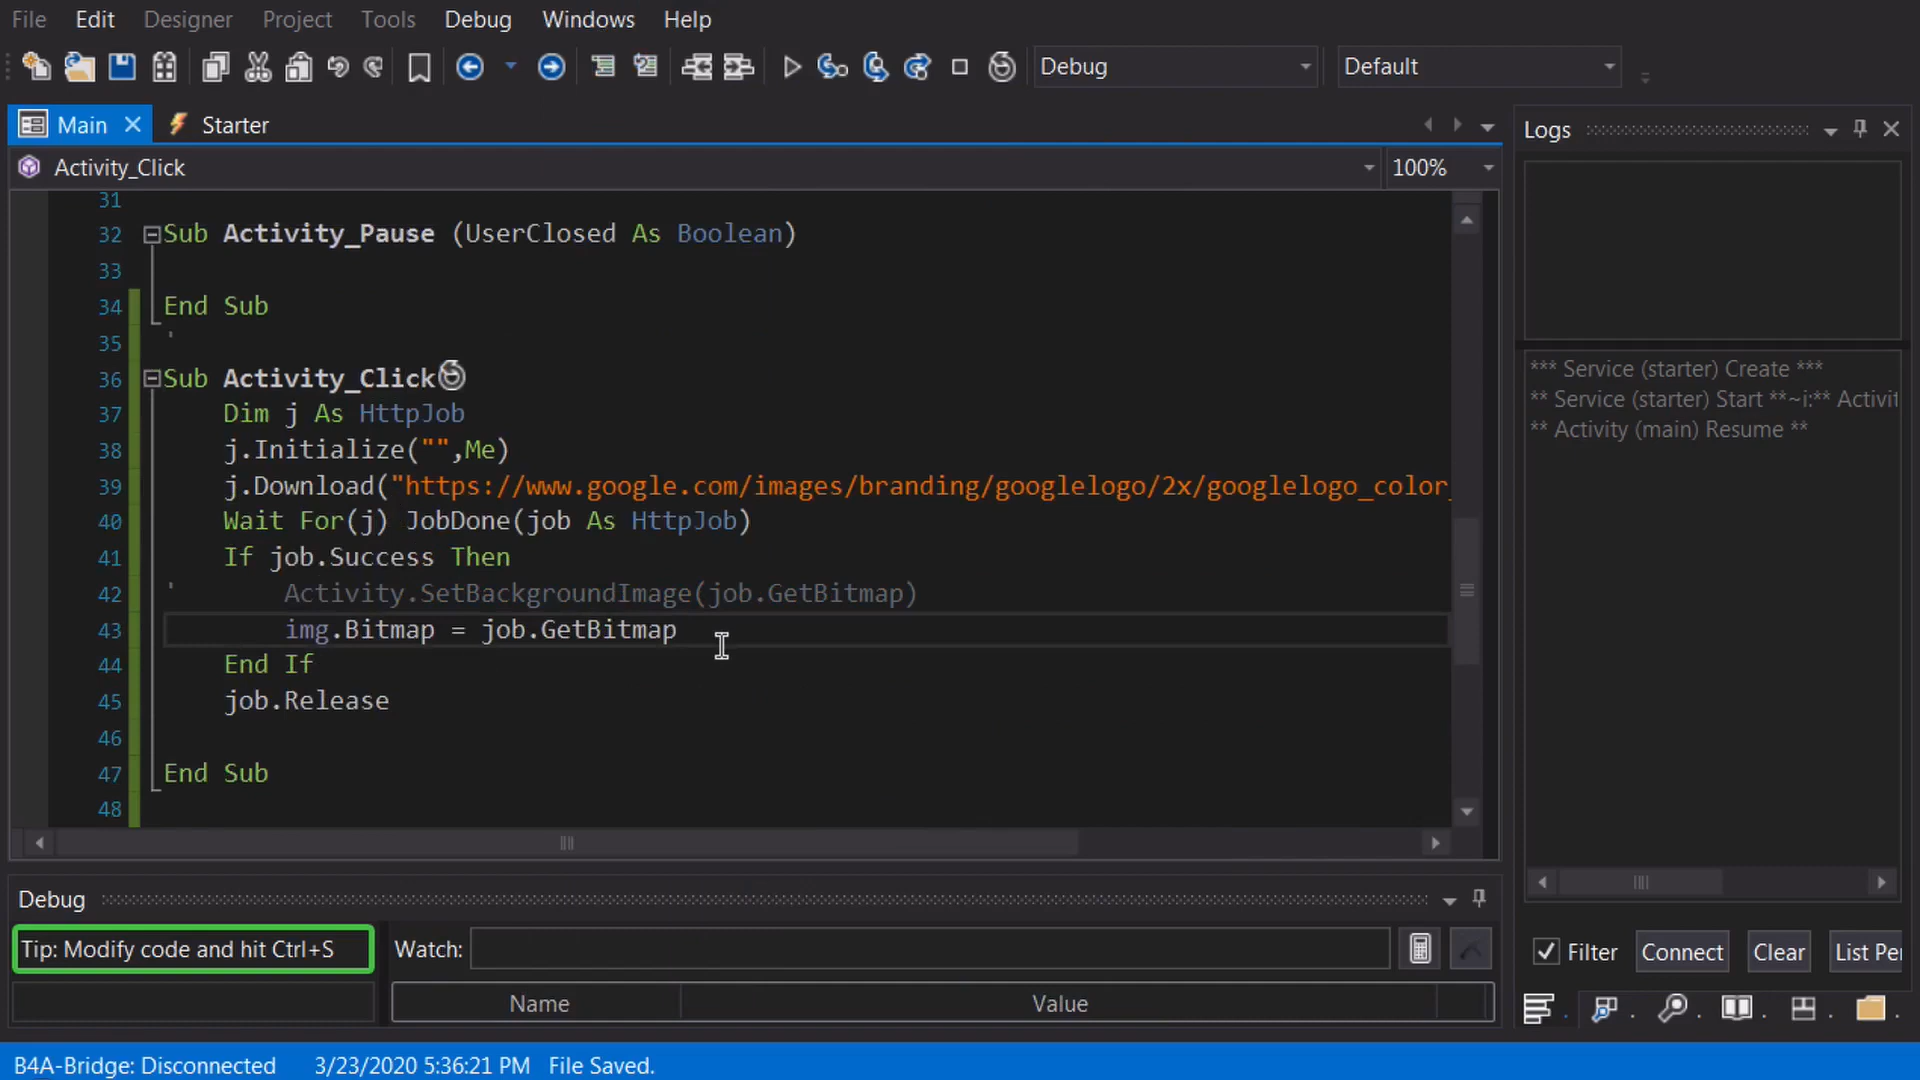 File Edit Designer Project Tools Debug Windows Help
Debug Default
Main Starter
Activity_Click 100%
31
32 Sub Activity_Pause (UserClosed As Boolean)
33
34 End Sub
35 '
36 Sub Activity_Click
37 Dim j As HttpJob
38 j.Initialize("",Me)
39 j.Download("https://www.google.com/images/branding/googlelogo/2x/googlelogo_color_
40 Wait For(j) JobDone(job As HttpJob)
41 If job.Success Then
42 ' Activity.SetBackgroundImage(job.GetBitmap)
43 img.Bitmap = job.GetBitmap
44 End If
45 job.Release
46
47 End Sub
48
Logs
*** Service (starter) Create ***
** Service (starter) Start **~i:** Activit
** Activity (main) Resume **
Filter Connect Clear List Per
Debug
Tip: Modify code and hit Ctrl+S
Watch:
Name Value
B4A-Bridge: Disconnected 3/23/2020 5:36:21 PM File Saved.